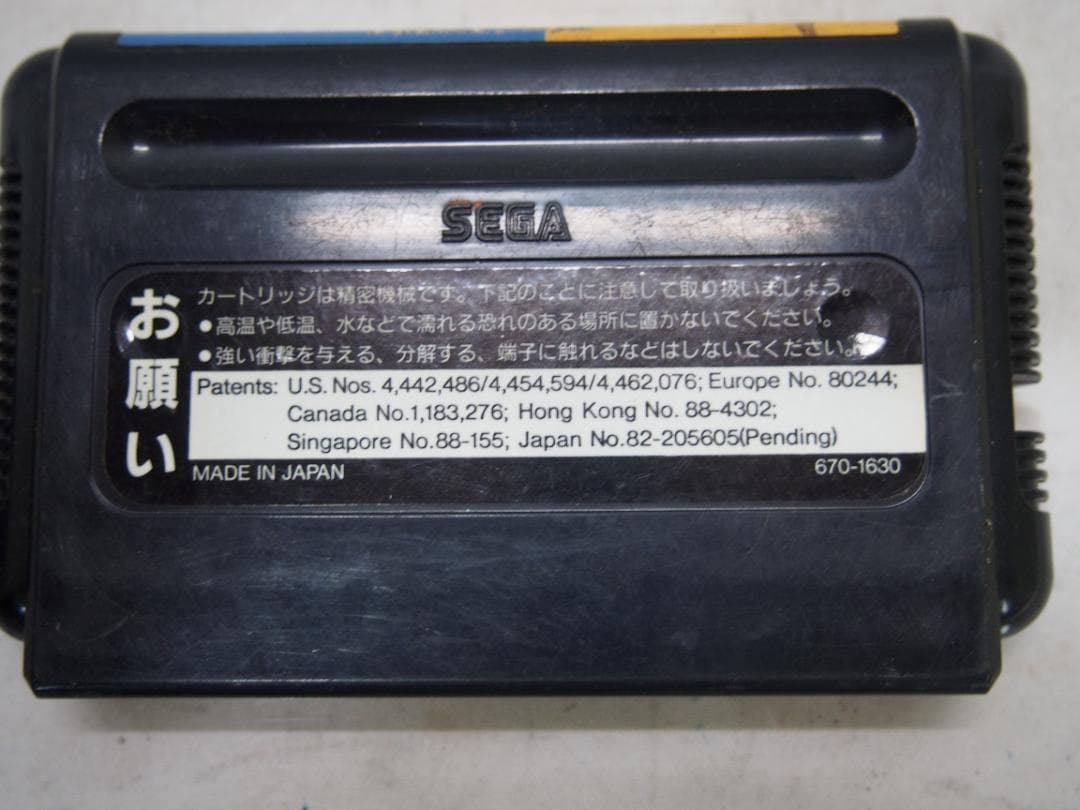 SEGA
お願い
カートリッジは精密機械です。下記のことに注意して取り扱いましょう。
●高温や低温、水などで濡れる恐れのある場所に置かないでください。
●強い衝撃を与える、分解する、端子に触れるなどはしないでください。
Patents: U.S. Nos. 4,442,486/4,454,594/4,462,076; Europe No. 80244;
Canada No.1,183,276; Hong Kong No. 88-4302;
Singapore No.88-155; Japan No.82-205605(Pending)
MADE IN JAPAN
670-1630